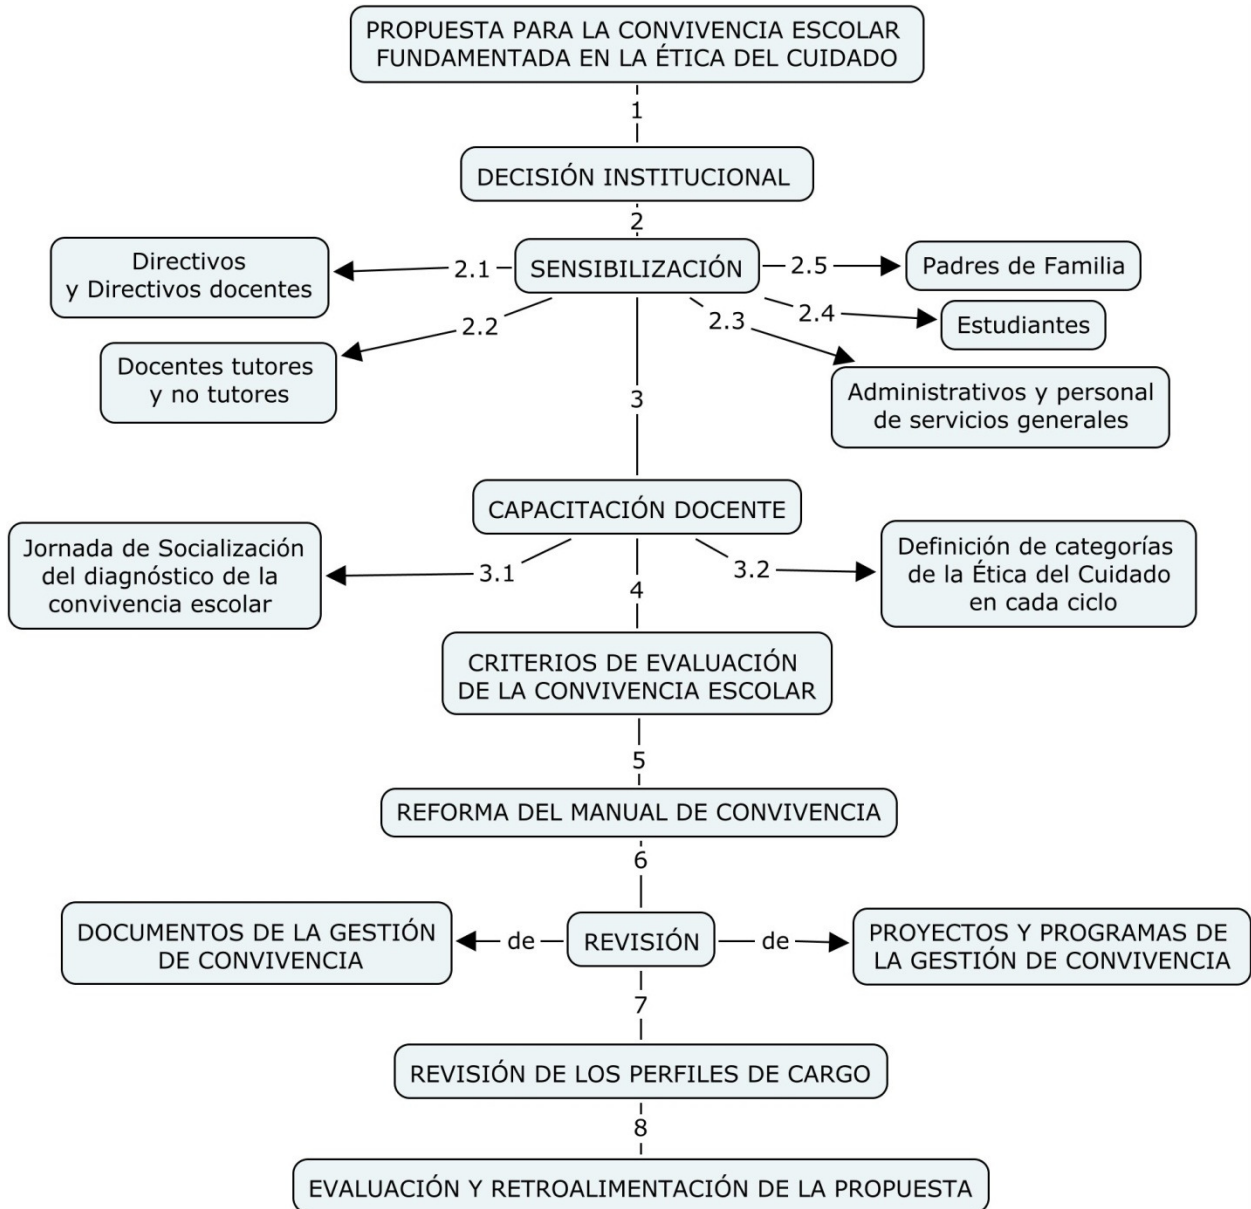 PROPUESTA PARA LA CONVIVENCIA ESCOLAR
FUNDAMENTADA EN LA ÉTICA DEL CUIDADO
1
DECISIÓN INSTITUCIONAL
2
SENSIBILIZACIÓN
2.1
Directivos
y Directivos docentes
2.2
Docentes tutores
y no tutores
2.5
Padres de Familia
2.4
Estudiantes
2.3
Administrativos y personal
de servicios generales
3
CAPACITACIÓN DOCENTE
3.1
Jornada de Socialización
del diagnóstico de la
convivencia escolar
3.2
Definición de categorías
de la Ética del Cuidado
en cada ciclo
4
CRITERIOS DE EVALUACIÓN
DE LA CONVIVENCIA ESCOLAR
5
REFORMA DEL MANUAL DE CONVIVENCIA
6
REVISIÓN
de
DOCUMENTOS DE LA GESTIÓN
DE CONVIVENCIA
de
PROYECTOS Y PROGRAMAS DE
LA GESTIÓN DE CONVIVENCIA
7
REVISIÓN DE LOS PERFILES DE CARGO
8
EVALUACIÓN Y RETROALIMENTACIÓN DE LA PROPUESTA